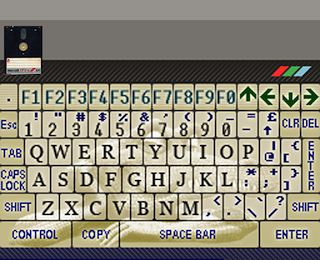 . F1 F2 F3 F4 F5 F6 F7 F8 F9 F0 ↑ ← ↓ →
Esc ! 1 " 2 # 3 $ 4 % 5 & 6 ' 7 ( 8 ) 9 0 = - £ CLR DEL
TAB Q W E R T Y U I O P
CAPS LOCK A S D F G H J K L ENTER
SHIFT Z X C V B N M < , > . ? / SHIFT
CONTROL COPY SPACE BAR ENTER